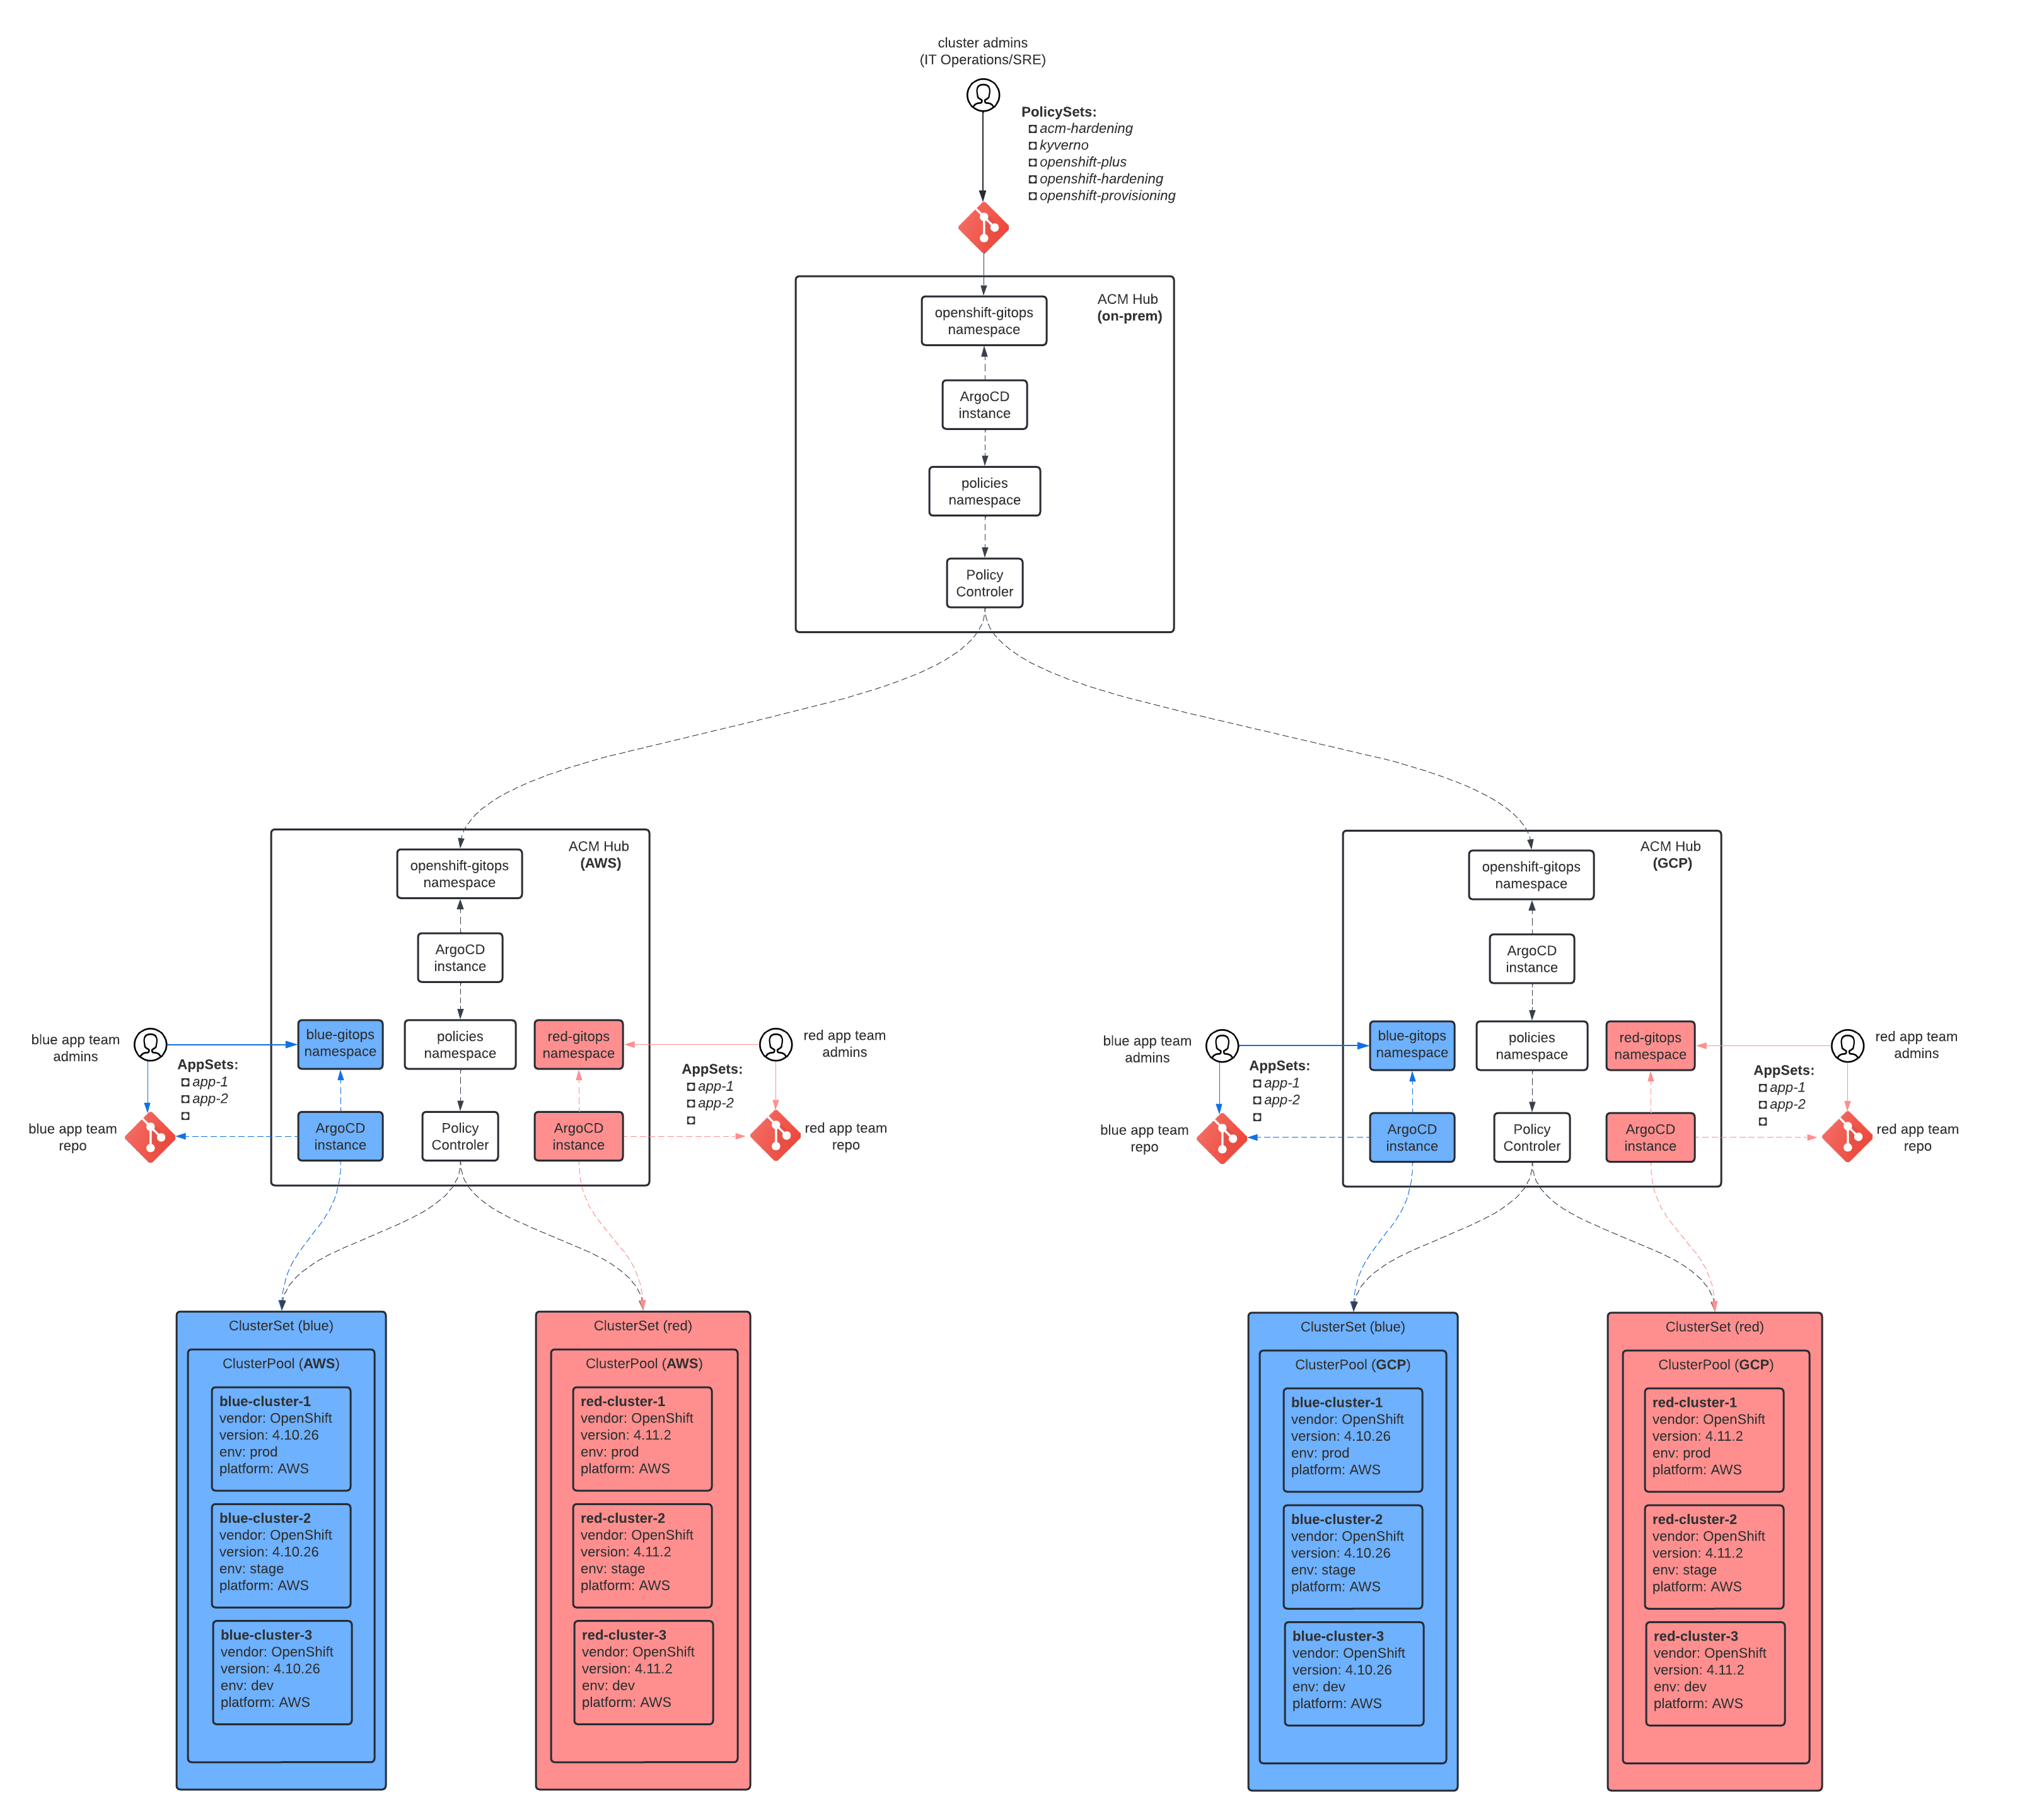 cluster admins
(IT Operations/SRE)
PolicySets:
acm-hardening
kyverno
openshift-plus
openshift-hardening
openshift-provisioning
ACM Hub
(on-prem)
openshift-gitops
namespace
ArgoCD
instance
policies
namespace
Policy
Controler
ACM Hub
(AWS)
openshift-gitops
namespace
ArgoCD
instance
blue app team
admins
blue-gitops
namespace
policies
namespace
red-gitops
namespace
red app team
admins
AppSets:
app-1
app-2
AppSets:
app-1
app-2
blue app team
repo
ArgoCD
instance
Policy
Controler
ArgoCD
instance
red app team
repo
ClusterSet (blue)
ClusterPool (AWS)
blue-cluster-1
vendor: OpenShift
version: 4.10.26
env: prod
platform: AWS
blue-cluster-2
vendor: OpenShift
version: 4.10.26
env: stage
platform: AWS
blue-cluster-3
vendor: OpenShift
version: 4.10.26
env: dev
platform: AWS
ClusterSet (red)
ClusterPool (AWS)
red-cluster-1
vendor: OpenShift
version: 4.11.2
env: prod
platform: AWS
red-cluster-2
vendor: OpenShift
version: 4.11.2
env: stage
platform: AWS
red-cluster-3
vendor: OpenShift
version: 4.11.2
env: dev
platform: AWS
ACM Hub
(GCP)
openshift-gitops
namespace
ArgoCD
instance
blue app team
admins
blue-gitops
namespace
policies
namespace
red-gitops
namespace
red app team
admins
AppSets:
app-1
app-2
AppSets:
app-1
app-2
blue app team
repo
ArgoCD
instance
Policy
Controler
ArgoCD
instance
red app team
repo
ClusterSet (blue)
ClusterPool (GCP)
blue-cluster-1
vendor: OpenShift
version: 4.10.26
env: prod
platform: AWS
blue-cluster-2
vendor: OpenShift
version: 4.10.26
env: stage
platform: AWS
blue-cluster-3
vendor: OpenShift
version: 4.10.26
env: dev
platform: AWS
ClusterSet (red)
ClusterPool (GCP)
red-cluster-1
vendor: OpenShift
version: 4.11.2
env: prod
platform: AWS
red-cluster-2
vendor: OpenShift
version: 4.11.2
env: stage
platform: AWS
red-cluster-3
vendor: OpenShift
version: 4.11.2
env: dev
platform: AWS